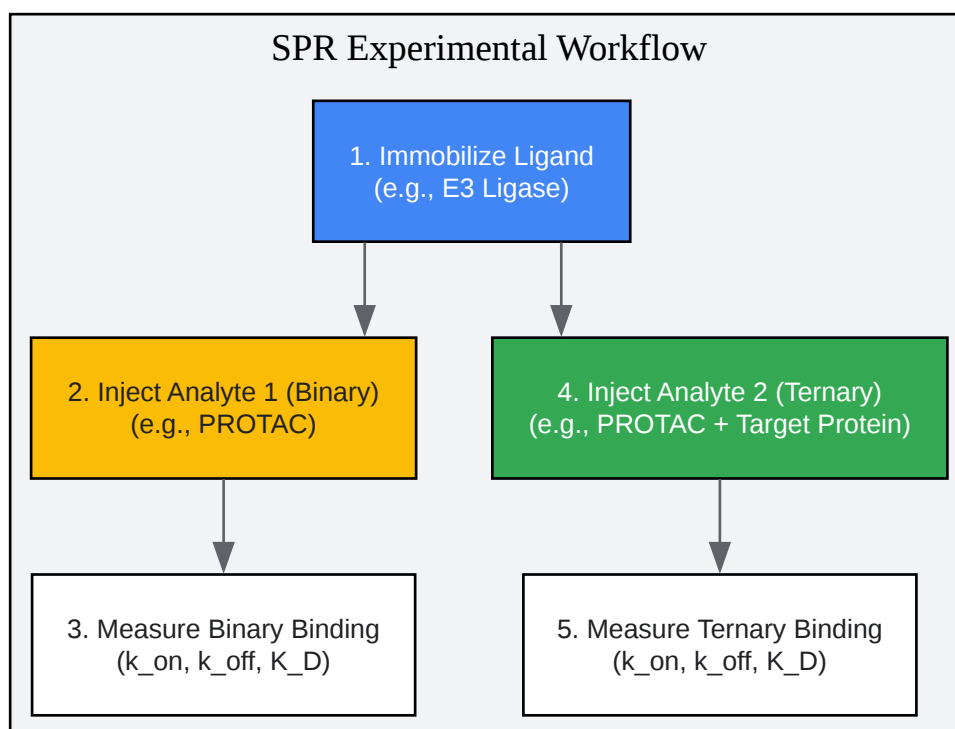 SPR Experimental Workflow
1. Immobilize Ligand
(e.g., E3 Ligase)
2. Inject Analyte 1 (Binary)
(e.g., PROTAC)
4. Inject Analyte 2 (Ternary)
(e.g., PROTAC + Target Protein)
3. Measure Binary Binding
(k_on, k_off, K_D)
5. Measure Ternary Binding
(k_on, k_off, K_D)